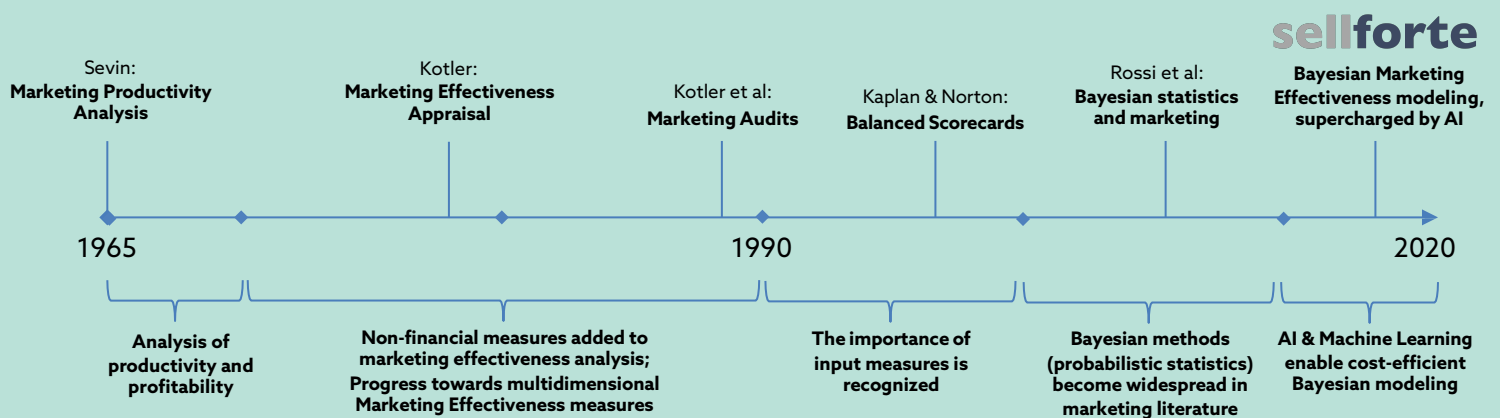 sellforte
Sevin:
Marketing Productivity
Analysis
Kotler:
Marketing Effectiveness
Appraisal
Kotler et al:
Marketing Audits
Kaplan & Norton:
Balanced Scorecards
Rossi et al:
Bayesian statistics
and marketing
Bayesian Marketing
Effectiveness modeling,
supercharged by AI
1965
1990
2020
Analysis of
productivity and
profitability
Non-financial measures added to
marketing effectiveness analysis;
Progress towards multidimensional
Marketing Effectiveness measures
The importance of
input measures is
recognized
Bayesian methods
(probabilistic statistics)
become widespread in
marketing literature
AI & Machine Learning
enable cost-efficient
Bayesian modeling